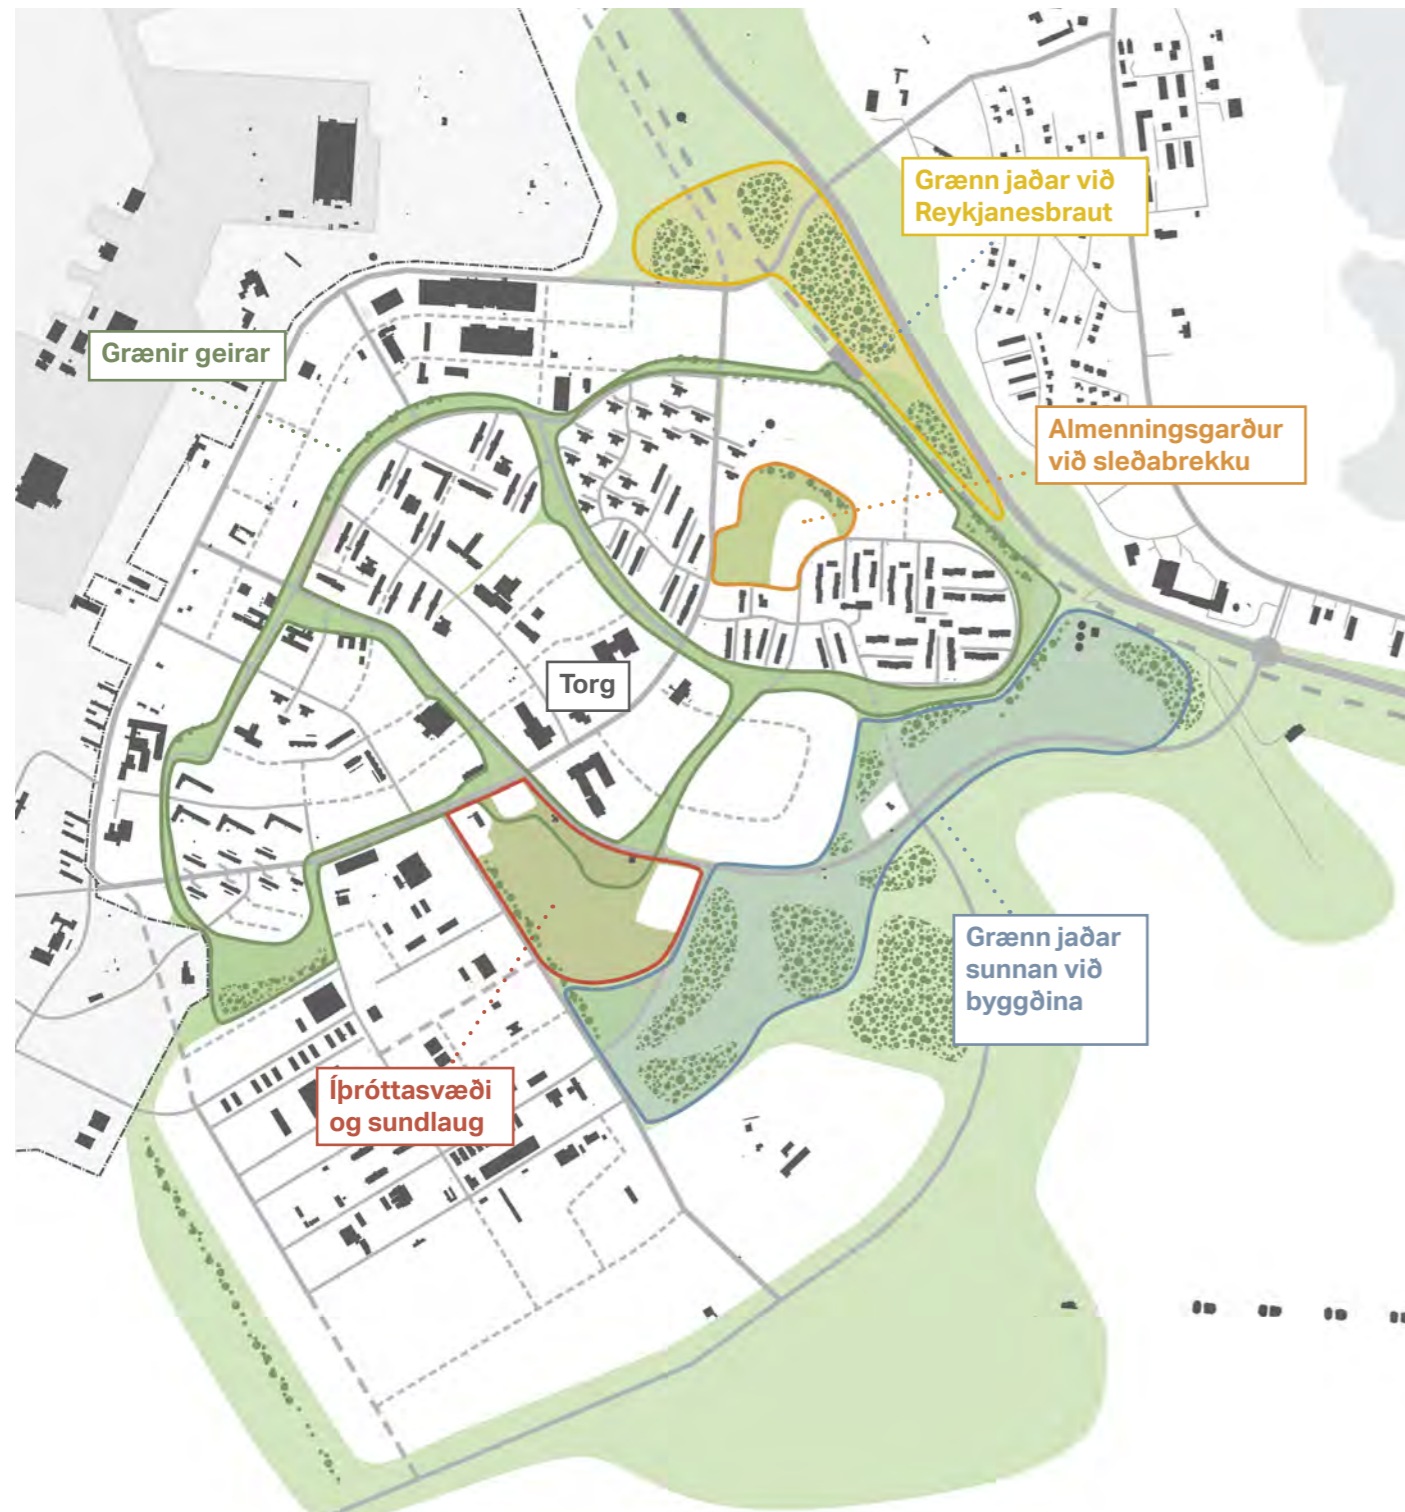 Grænn jaðar við
Reykjanesbraut
Grænir geirar
Almenningsgarður
við sleðabrekku
Torg
Grænn jaðar
sunnan við
byggðina
Íþróttasvæði
og sundlaug